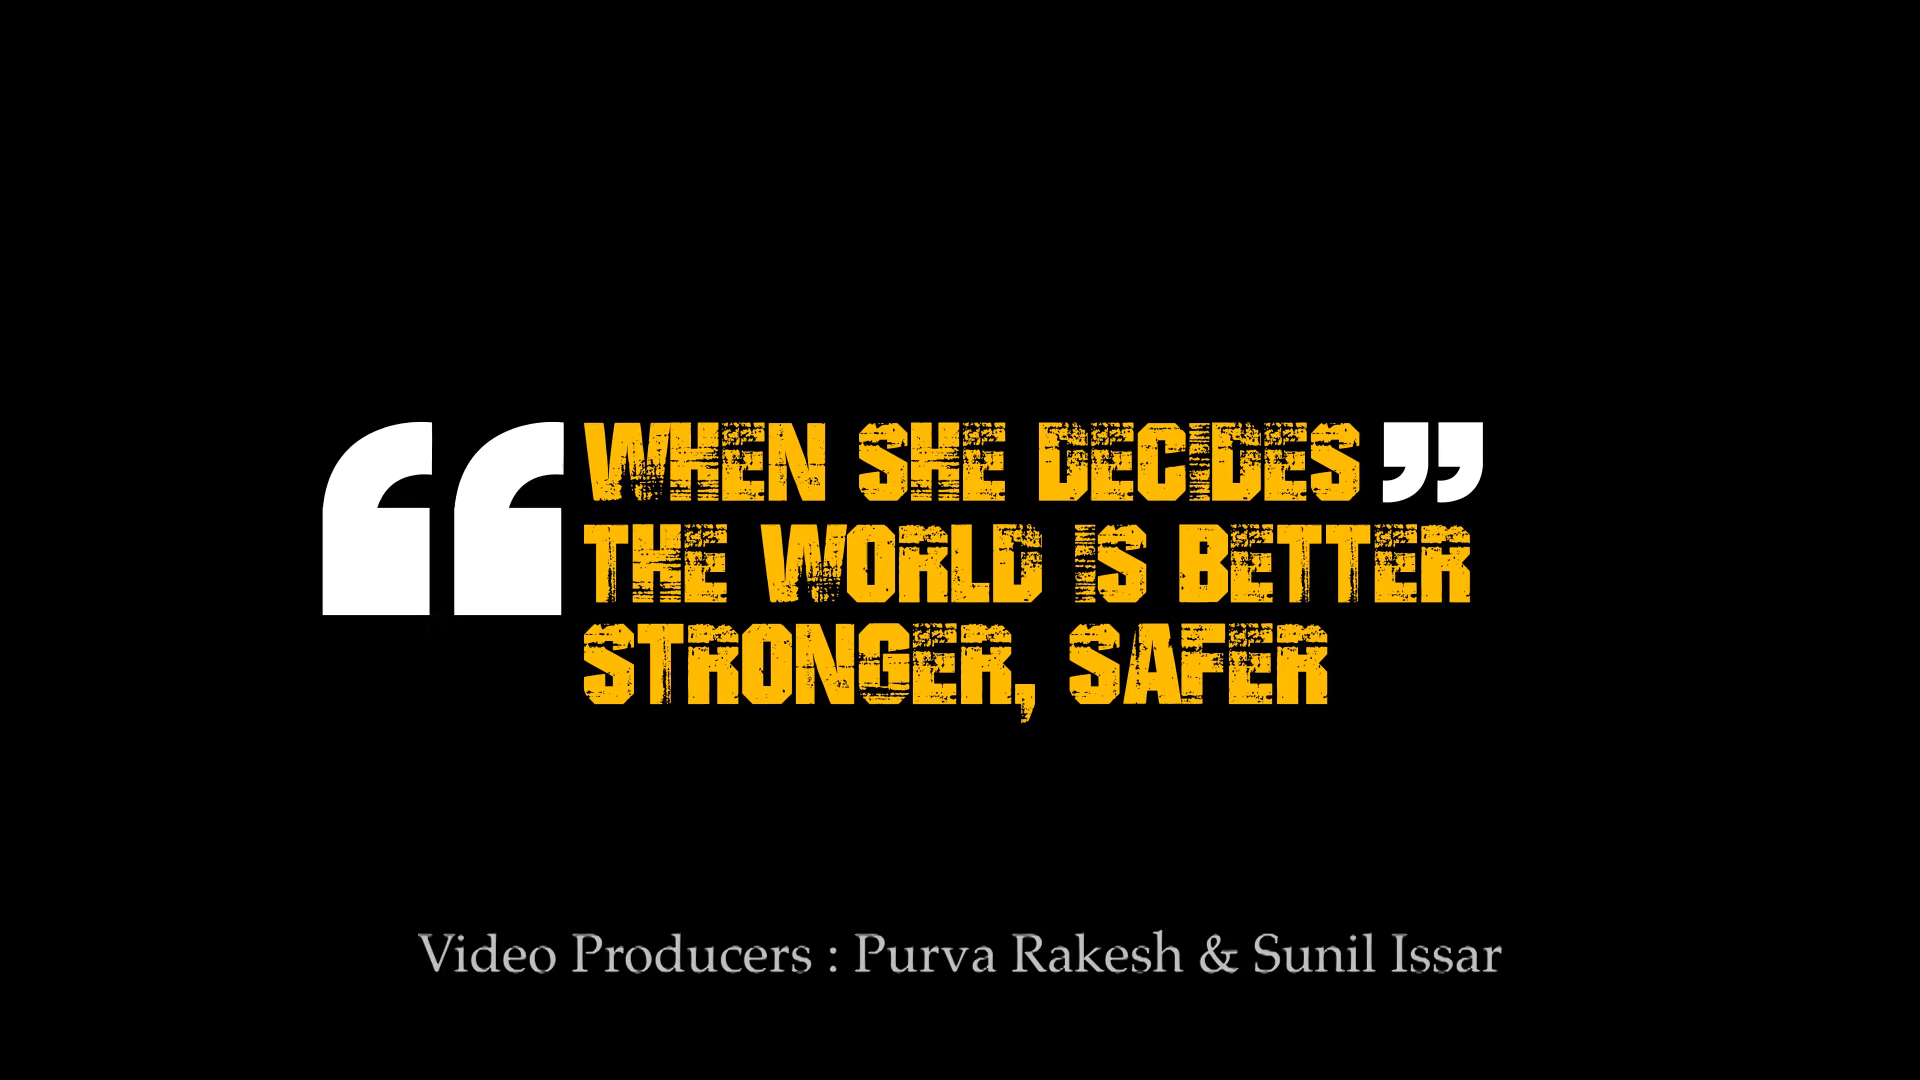 “WHEN SHE DECIDES”
THE WORLD IS BETTER
STRONGER, SAFER
Video Producers : Purva Rakesh & Sunil Issar